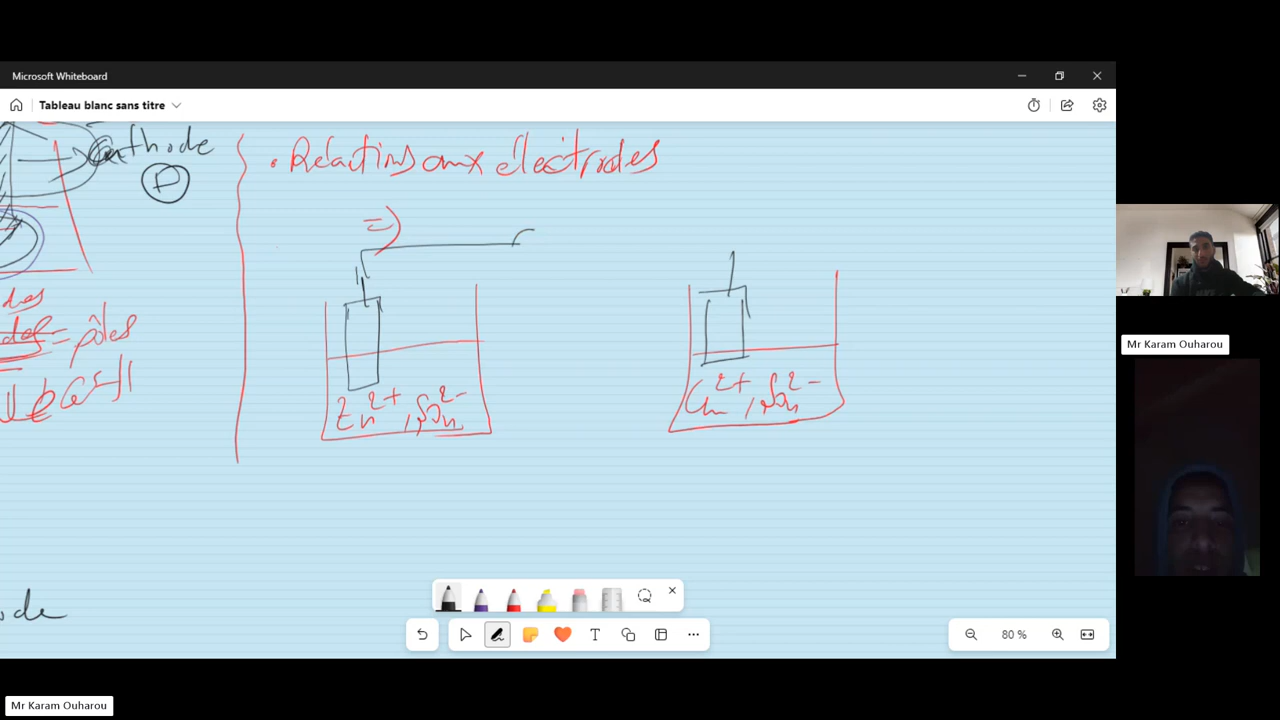 Microsoft Whiteboard
Tableau blanc sans titre
cathode
P
• Réactions aux électrodes
=>
= pôles
Zn²⁺, SO₄²⁻
Cu²⁺, SO₄²⁻
ode
80 %
Mr Karam Ouharou
Mr Karam Ouharou